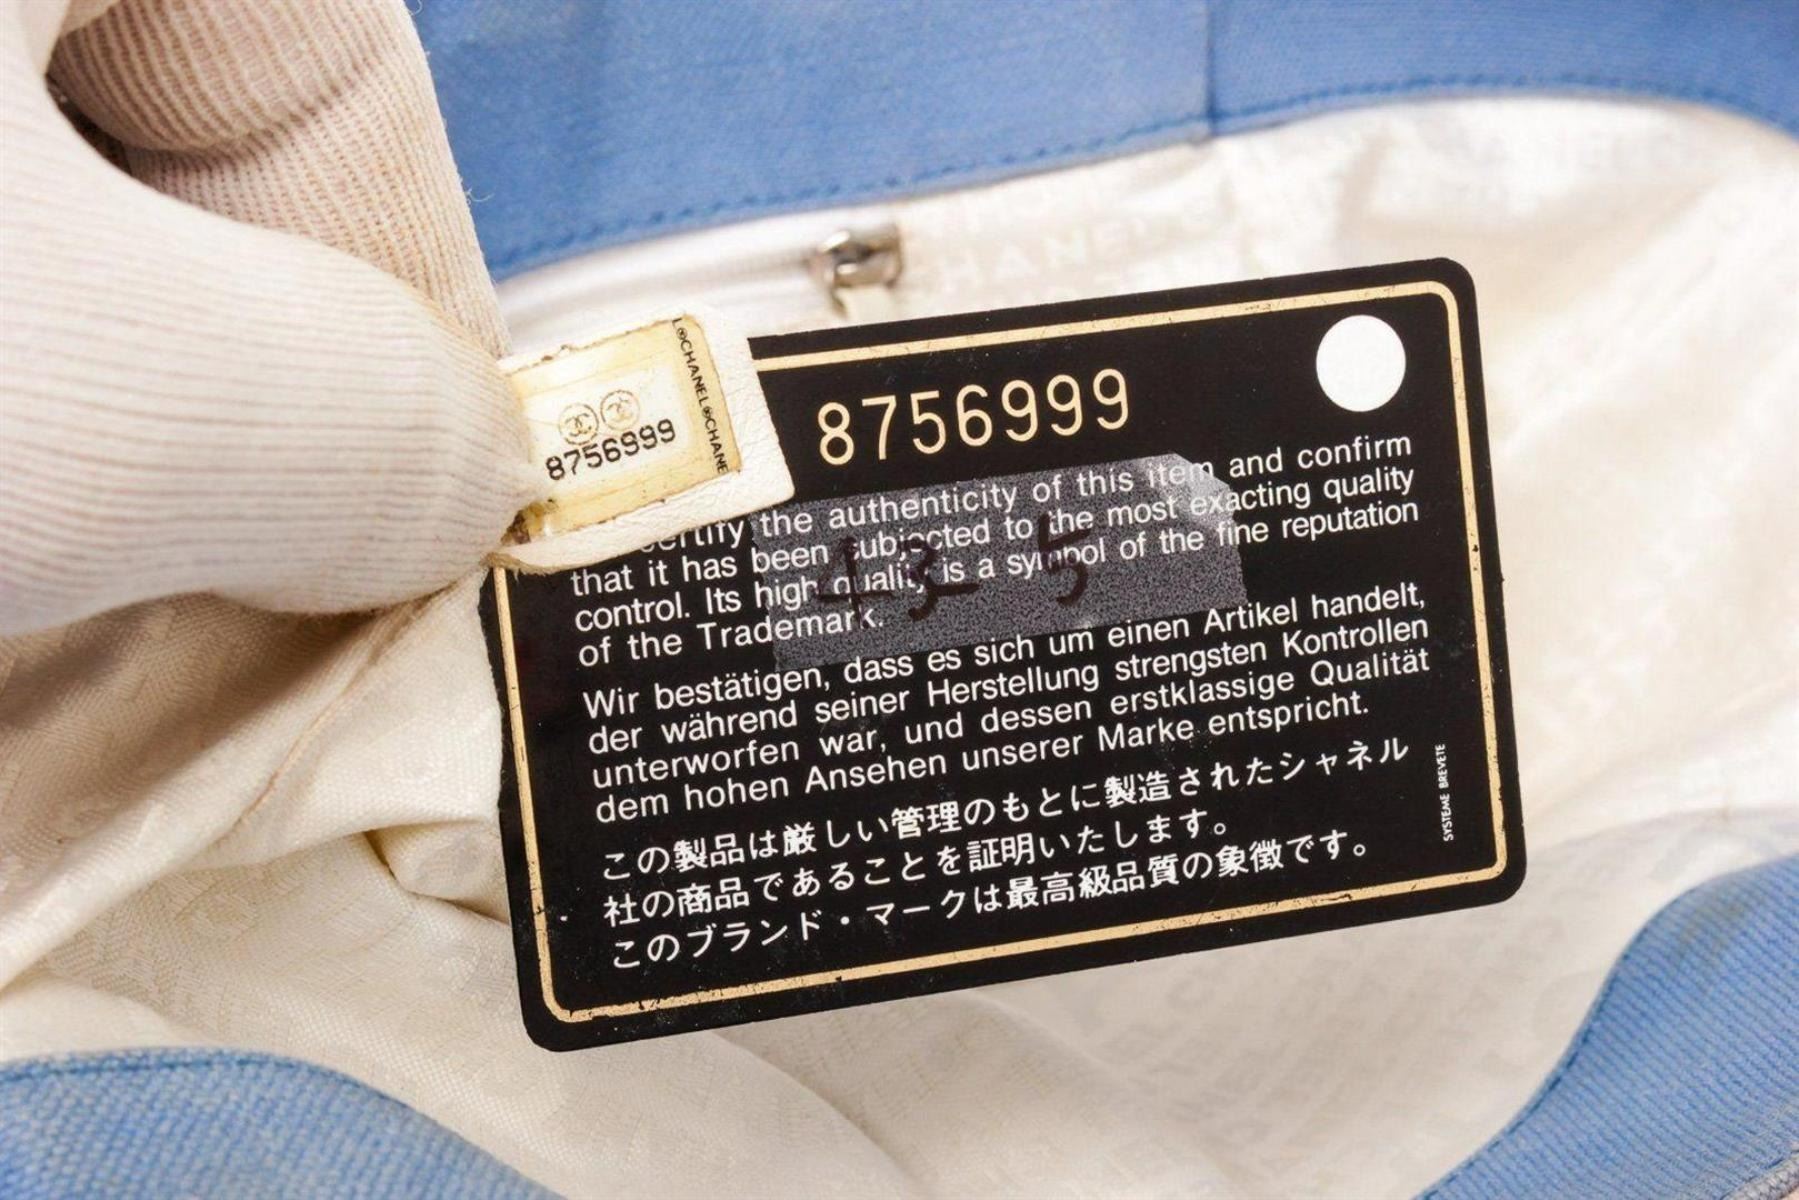 CHANEL
HANEL
L®CHANEL®CHANE
8756999
8756999
the authenticity of this item and confirm
that it has been subjected to the most exacting quality
control. Its high quality is a symbol of the fine reputation
of the Trademark.
43- 5
Wir bestätigen, dass es sich um einen Artikel handelt,
der während seiner Herstellung strengsten Kontrollen
unterworfen war, und dessen erstklassige Qualität
dem hohen Ansehen unserer Marke entspricht.
この製品は厳しい管理のもとに製造されたシャネル
社の商品であることを証明いたします。
このブランド・マークは最高級品質の象徴です。
SYSTEME BREVETE